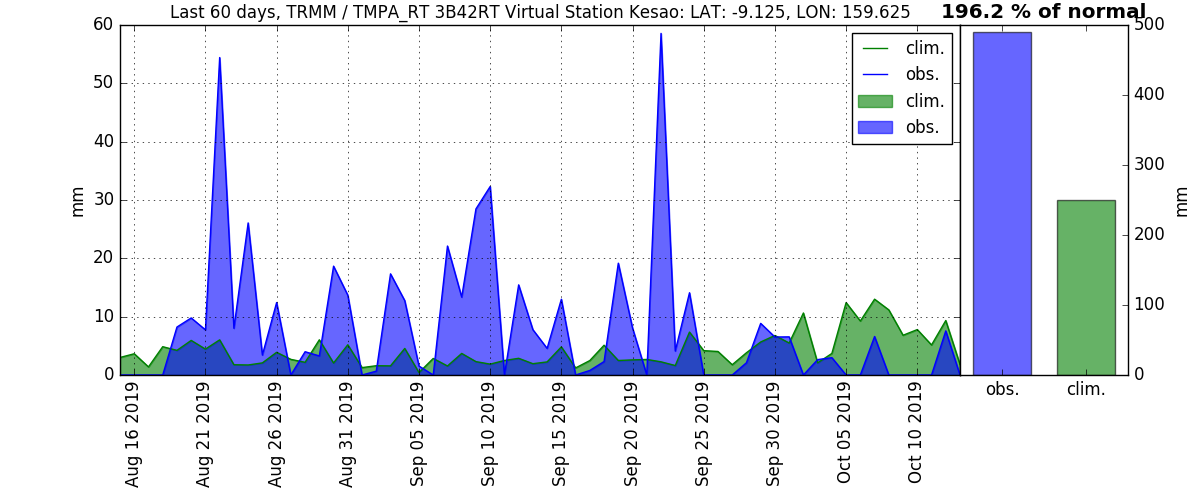 Last 60 days, TRMM / TMPA_RT 3B42RT Virtual Station Kesao: LAT: -9.125, LON: 159.625
196.2 % of normal
60
50
40
30
20
10
0
mm
clim.
obs.
clim.
obs.
Aug 16 2019
Aug 21 2019
Aug 26 2019
Aug 31 2019
Sep 05 2019
Sep 10 2019
Sep 15 2019
Sep 20 2019
Sep 25 2019
Sep 30 2019
Oct 05 2019
Oct 10 2019
500
400
300
200
100
0
mm
obs.
clim.